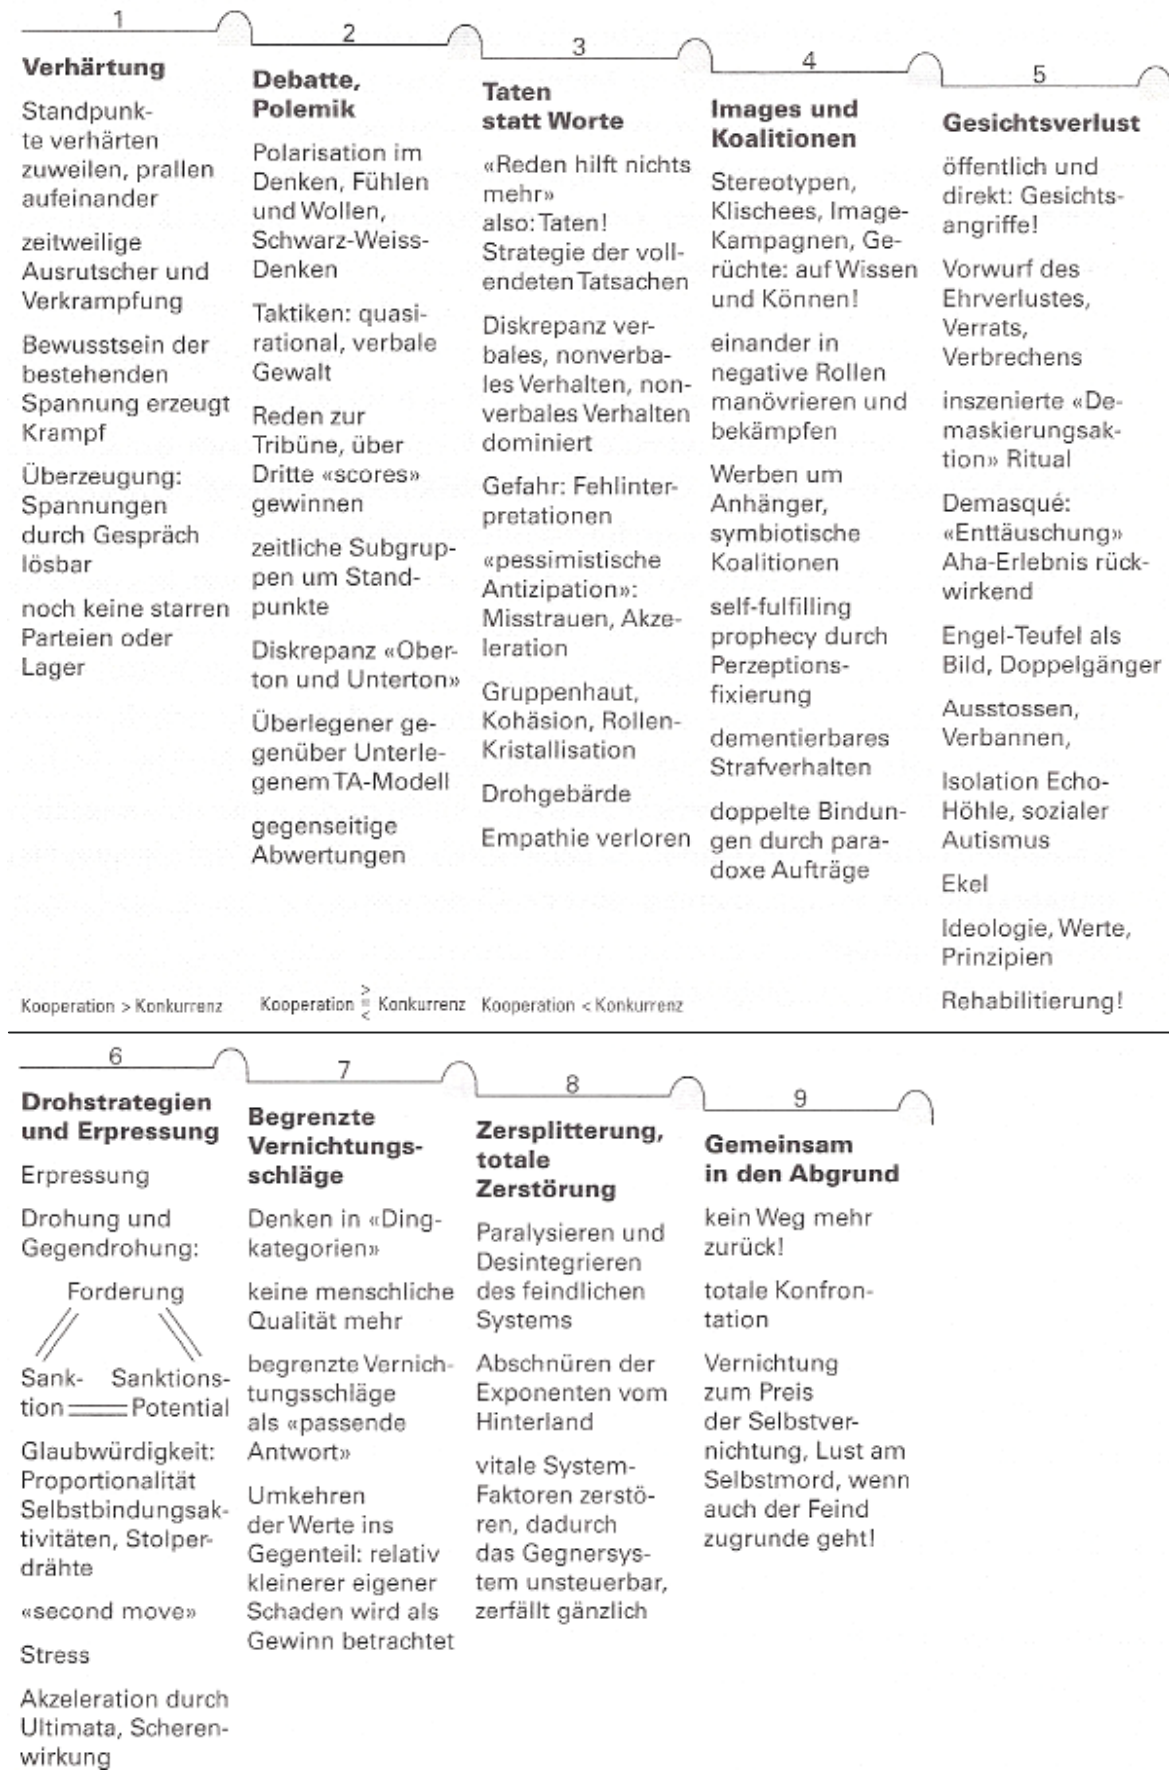 1
Verhärtung
Standpunk-
te verhärten
zuweilen, prallen
aufeinander
zeitweilige
Ausrutscher und
Verkrampfung
Bewusstsein der
bestehenden
Spannung erzeugt
Krampf
Überzeugung:
Spannungen
durch Gespräch
lösbar
noch keine starren
Parteien oder
Lager
Kooperation > Konkurrenz
2
Debatte,
Polemik
Polarisation im
Denken, Fühlen
und Wollen,
Schwarz-Weiss-
Denken
Taktiken: quasi-
rational, verbale
Gewalt
Reden zur
Tribüne, über
Dritte «scores»
gewinnen
zeitliche Subgrup-
pen um Stand-
punkte
Diskrepanz «Ober-
ton und Unterton»
Überlegener ge-
genüber Unterle-
genem TA-Modell
gegenseitige
Abwertungen
>
Kooperation = Konkurrenz
<
3
Taten
statt Worte
«Reden hilft nichts
mehr»
also: Taten!
Strategie der voll-
endeten Tatsachen
Diskrepanz ver-
bales, nonverba-
les Verhalten, non-
verbales Verhalten
dominiert
Gefahr: Fehlinter-
pretationen
«pessimistische
Antizipation»:
Misstrauen, Akze-
leration
Gruppenhaut,
Kohäsion, Rollen-
Kristallisation
Drohgebärde
Empathie verloren
Kooperation < Konkurrenz
4
Images und
Koalitionen
Stereotypen,
Klischees, Image-
Kampagnen, Ge-
rüchte: auf Wissen
und Können!
einander in
negative Rollen
manövrieren und
bekämpfen
Werben um
Anhänger,
symbiotische
Koalitionen
self-fulfilling
prophecy durch
Perzeptions-
fixierung
dementierbares
Strafverhalten
doppelte Bindun-
gen durch para-
doxe Aufträge
5
Gesichtsverlust
öffentlich und
direkt: Gesichts-
angriffe!
Vorwurf des
Ehrverlustes,
Verrats,
Verbrechens
inszenierte «De-
maskierungsak-
tion» Ritual
Demasqué:
«Enttäuschung»
Aha-Erlebnis rück-
wirkend
Engel-Teufel als
Bild, Doppelgänger
Ausstossen,
Verbannen,
Isolation Echo-
Höhle, sozialer
Autismus
Ekel
Ideologie, Werte,
Prinzipien
Rehabilitierung!
6
Drohstrategien
und Erpressung
Erpressung
Drohung und
Gegendrohung:
Forderung
Sank- Sanktions-
tion Potential
Glaubwürdigkeit:
Proportionalität
Selbstbindungsak-
tivitäten, Stolper-
drähte
«second move»
Stress
Akzeleration durch
Ultimata, Scheren-
wirkung
7
Begrenzte
Vernichtungs-
schläge
Denken in «Ding-
kategorien»
keine menschliche
Qualität mehr
begrenzte Vernich-
tungsschläge
als «passende
Antwort»
Umkehren
der Werte ins
Gegenteil: relativ
kleinerer eigener
Schaden wird als
Gewinn betrachtet
8
Zersplitterung,
totale
Zerstörung
Paralysieren und
Desintegrieren
des feindlichen
Systems
Abschnüren der
Exponenten vom
Hinterland
vitale System-
Faktoren zerstö-
ren, dadurch
das Gegnersys-
tem unsteuerbar,
zerfällt gänzlich
9
Gemeinsam
in den Abgrund
kein Weg mehr
zurück!
totale Konfron-
tation
Vernichtung
zum Preis
der Selbstver-
nichtung, Lust am
Selbstmord, wenn
auch der Feind
zugrunde geht!